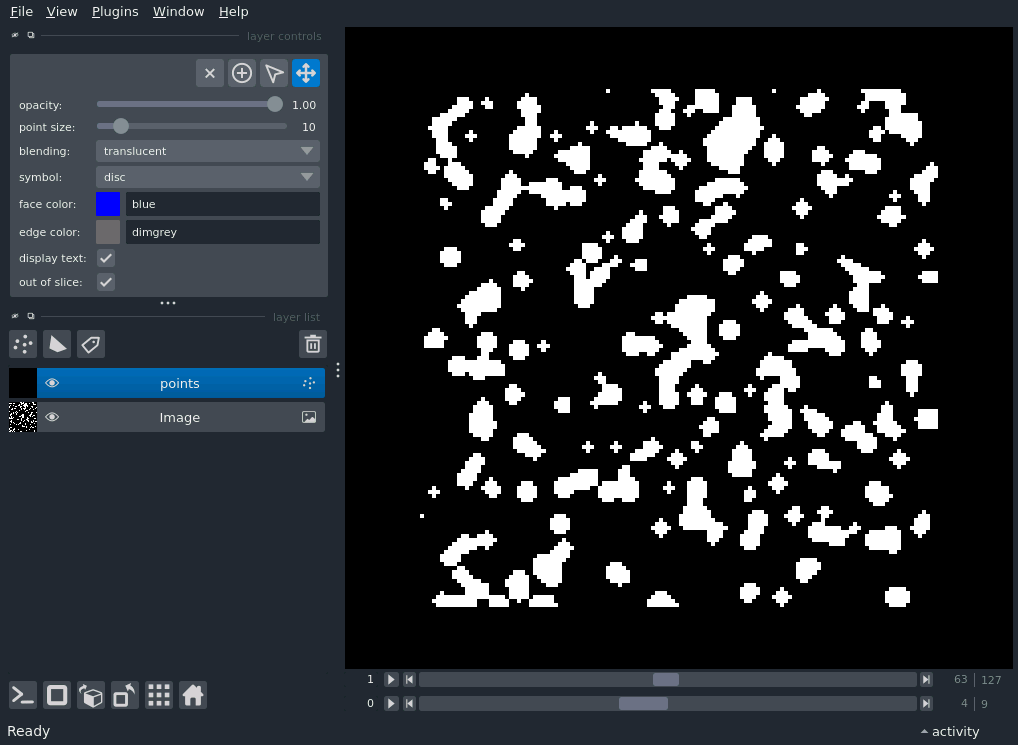 File View Plugins Window Help
layer controls
opacity: 1.00
point size: 10
blending: translucent
symbol: disc
face color: blue
edge color: dimgrey
display text:
out of slice:
layer list
points
Image
1 63 127
0 4 9
Ready activity